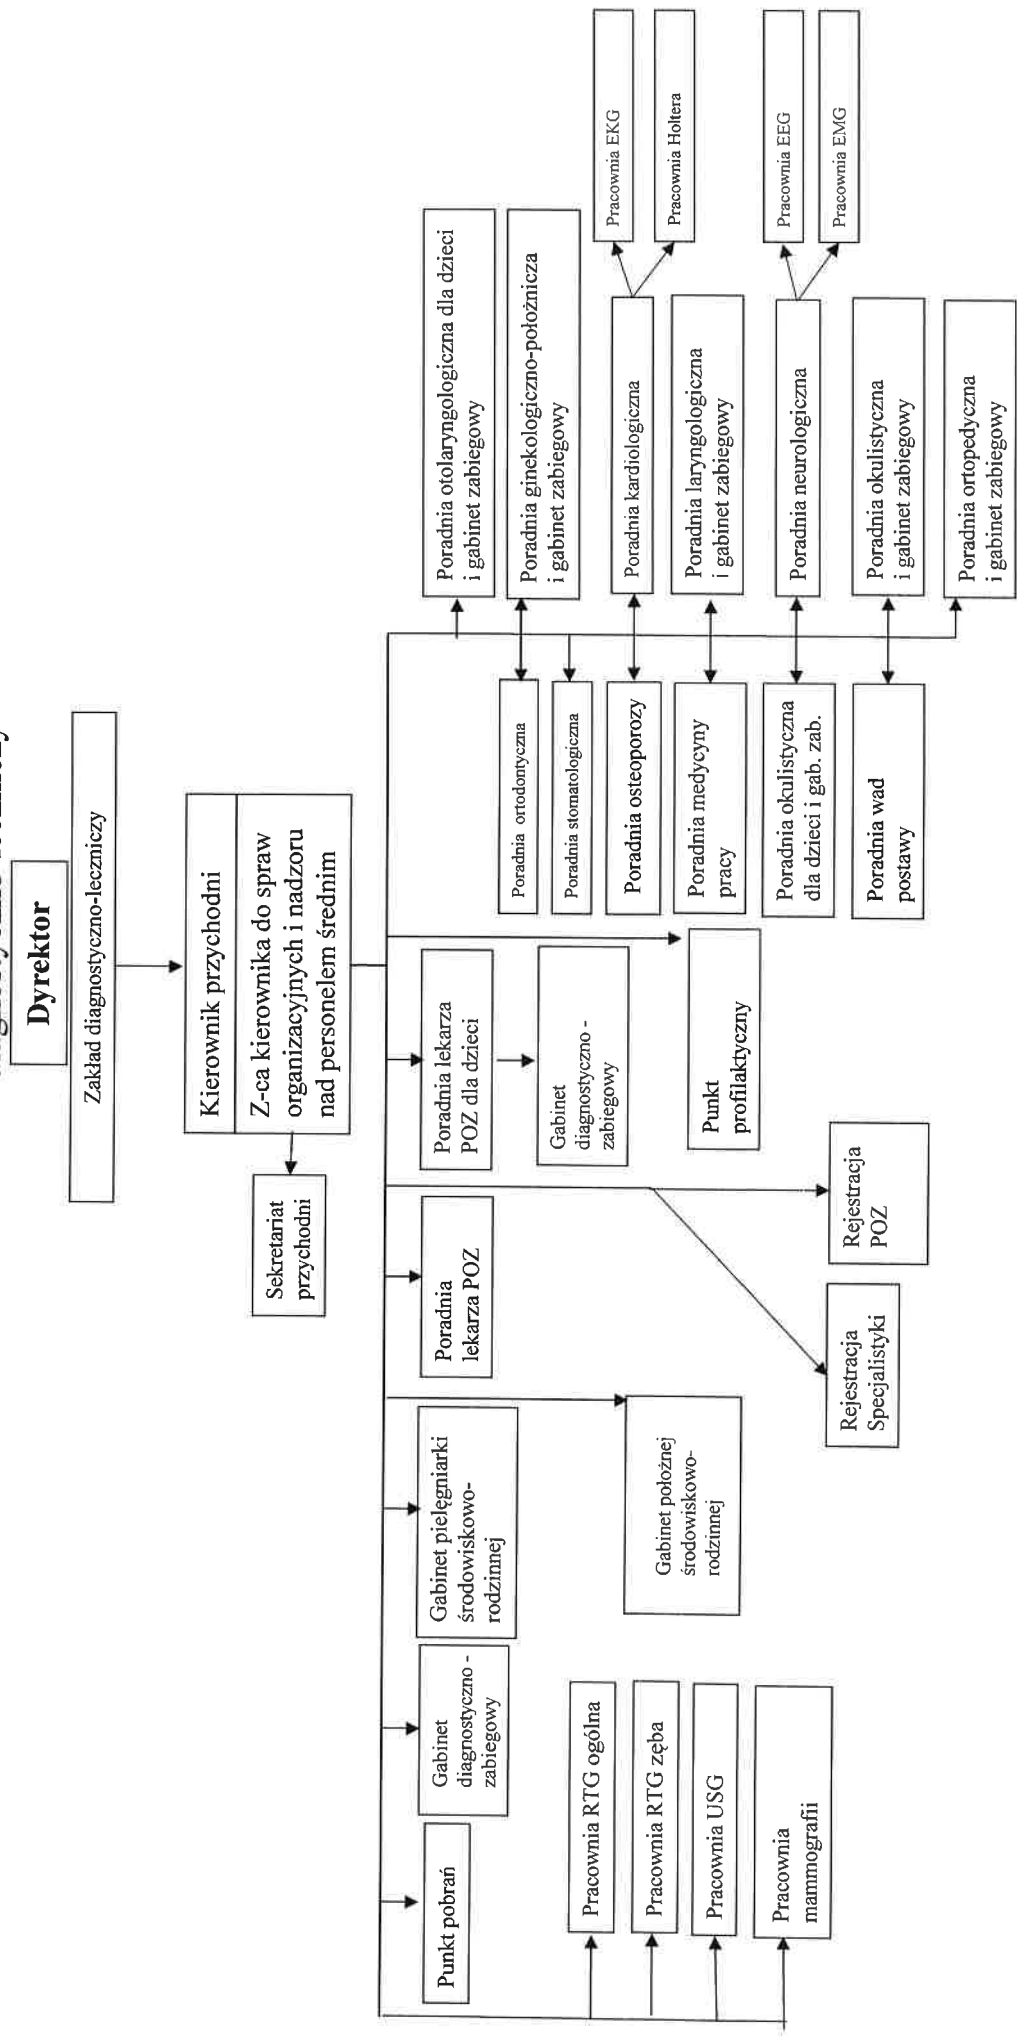 Dyrektor
Zakład diagnostyczno-leczniczy
Kierownik przychodni
Z-ca kierownika do spraw
organizacyjnych i nadzoru
nad personelem średnim
Sekretariat
przychodni
Punkt pobrań
Gabinet
diagnostyczno -
zabiegowy
Gabinet pielęgniarki
środowiskowo-
rodzinnej
Poradnia
lekarza POZ
Poradnia lekarza
POZ dla dzieci
Gabinet
diagnostyczno -
zabiegowy
Pracownia RTG ogólna
Pracownia RTG zęba
Pracownia USG
Pracownia
mammografii
Gabinet położnej
środowiskowo-
rodzinnej
Rejestracja
Specjalistyki
Rejestracja
POZ
Punkt
profilaktyczny
Poradnia ortodontyczna
Poradnia stomatologiczna
Poradnia osteoporozy
Poradnia medycyny
pracy
Poradnia okulistyczna
dla dzieci i gab. zab.
Poradnia wad
postawy
Poradnia otolaryngologiczna dla dzieci
i gabinet zabiegowy
Poradnia ginekologiczno-położnicza
i gabinet zabiegowy
Poradnia kardiologiczna
Poradnia laryngologiczna
i gabinet zabiegowy
Poradnia neurologiczna
Poradnia okulistyczna
i gabinet zabiegowy
Poradnia ortopedyczna
i gabinet zabiegowy
Pracownia EKG
Pracownia Holtera
Pracownia EEG
Pracownia EMG